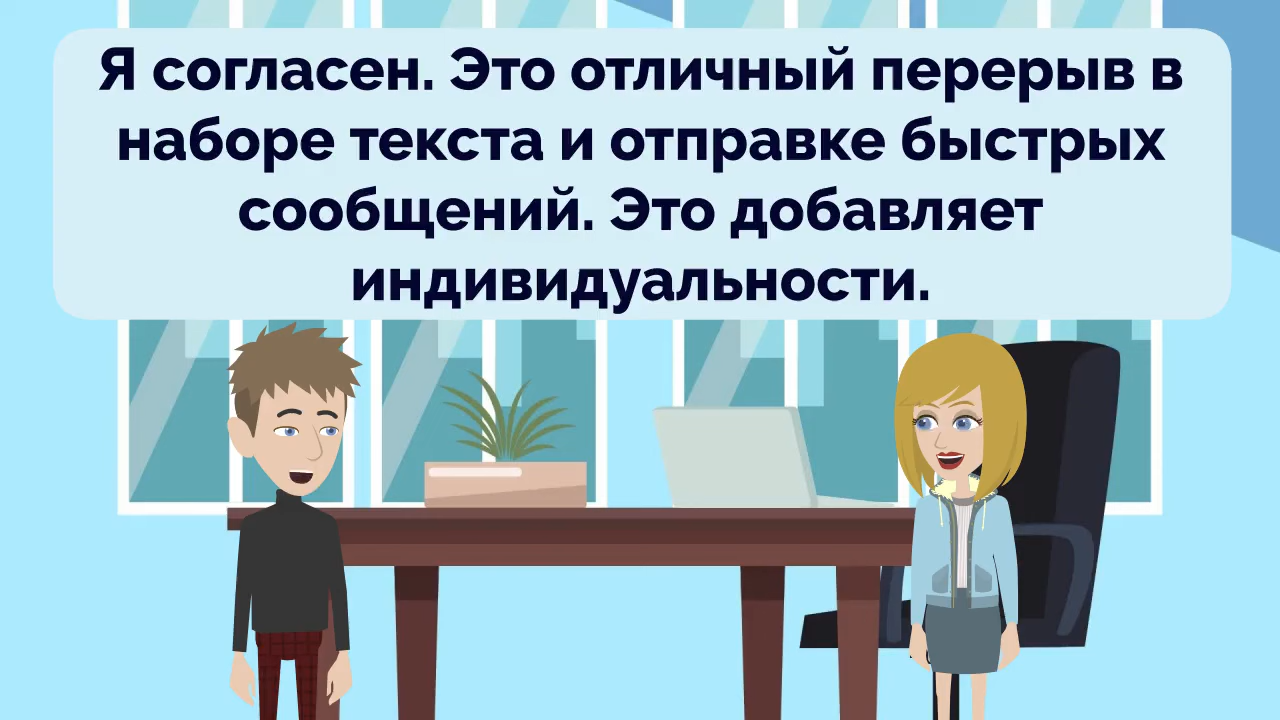 Я согласен. Это отличный перерыв в
наборе текста и отправке быстрых
сообщений. Это добавляет
индивидуальности.